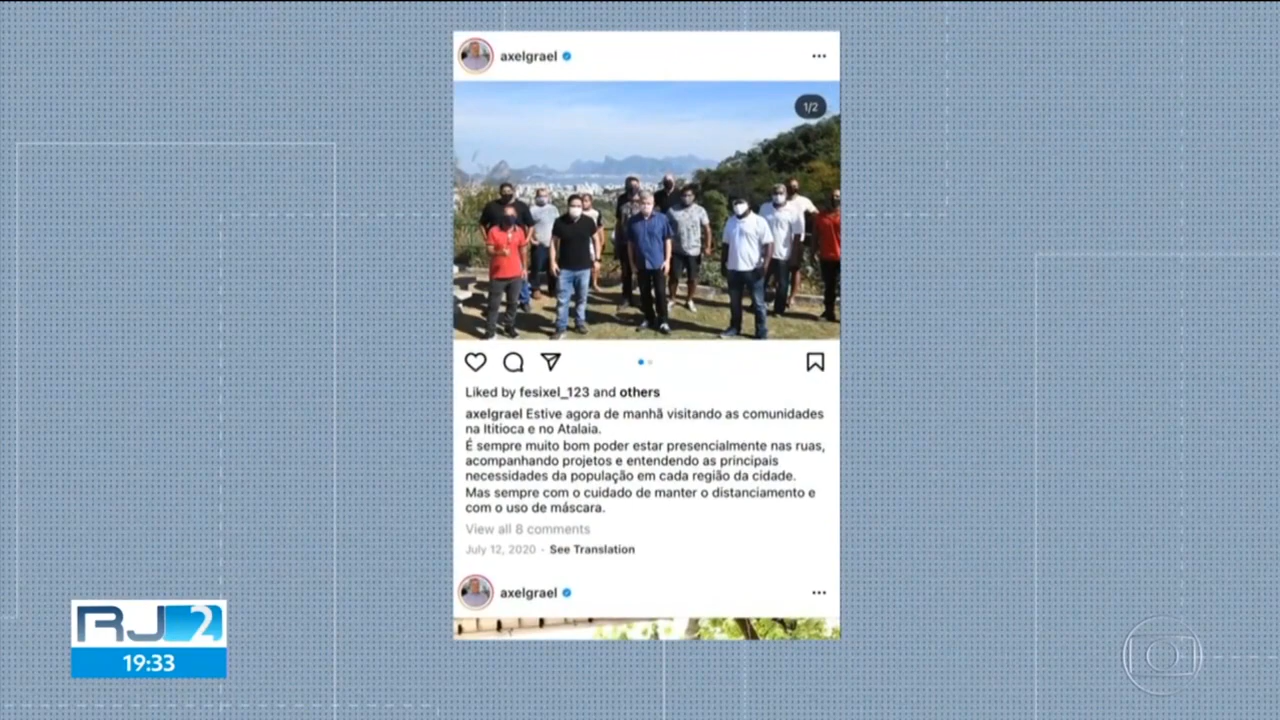 axelgrael
1/2
Liked by fesixel_123 and others
axelgrael Estive agora de manhã visitando as comunidades
na Ititioca e no Atalaia.
É sempre muito bom poder estar presencialmente nas ruas,
acompanhando projetos e entendendo as principais
necessidades da população em cada região da cidade.
Mas sempre com o cuidado de manter o distanciamento e
com o uso de máscara.
View all 8 comments
July 12, 2020 · See Translation
axelgrael
RJ2
19:33